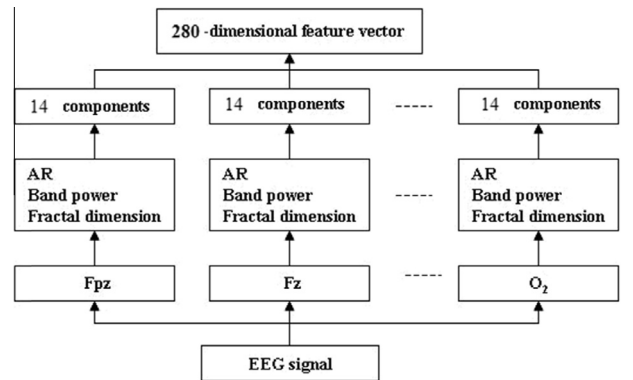 280 -dimensional feature vector
14 components
14 components
14 components
AR
Band power
Fractal dimension
AR
Band power
Fractal dimension
AR
Band power
Fractal dimension
Fpz
Fz
O₂
EEG signal